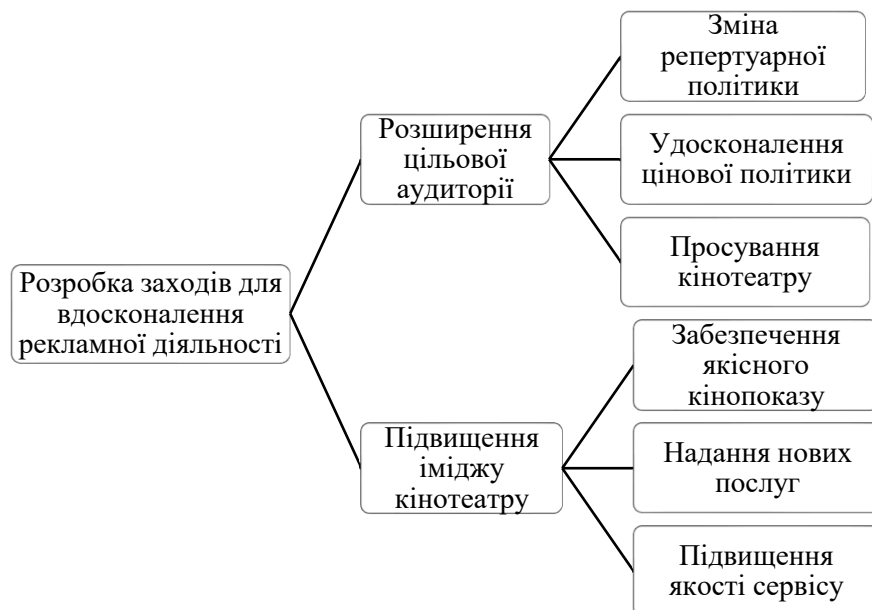 Зміна
репертуарної
політики
Розширення
цільової
аудиторії
Удосконалення
цінової політики
Просування
кінотеатру
Розробка заходів для
вдосконалення
рекламної діяльності
Забезпечення
якісного
кінопоказу
Підвищення
іміджу
кінотеатру
Надання нових
послуг
Підвищення
якості сервісу